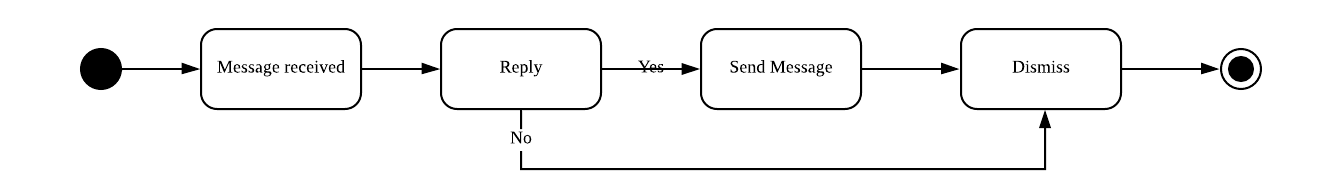 Message received
Reply
Yes
Send Message
Dismiss
No